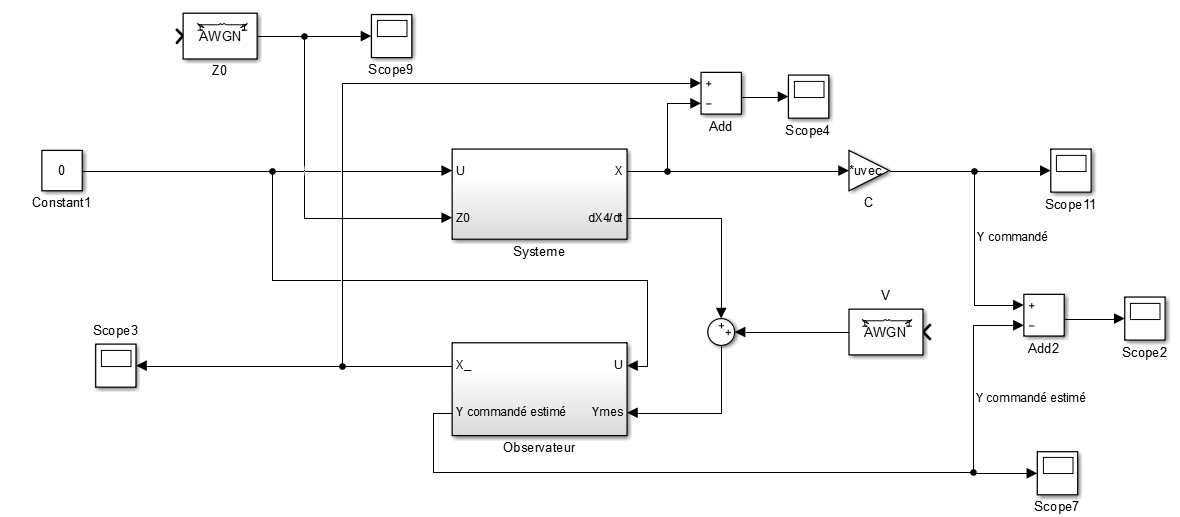 AWGN
Z0
Scope9
+
−
Add
Scope4
0
Constant1
U
X
Z0
dX4/dt
Systeme
*uvec
C
Scope11
Y commandé
V
AWGN
+
+
+
−
Add2
Scope2
Scope3
X_
U
Y commandé estimé
Ymes
Observateur
Y commandé estimé
Scope7